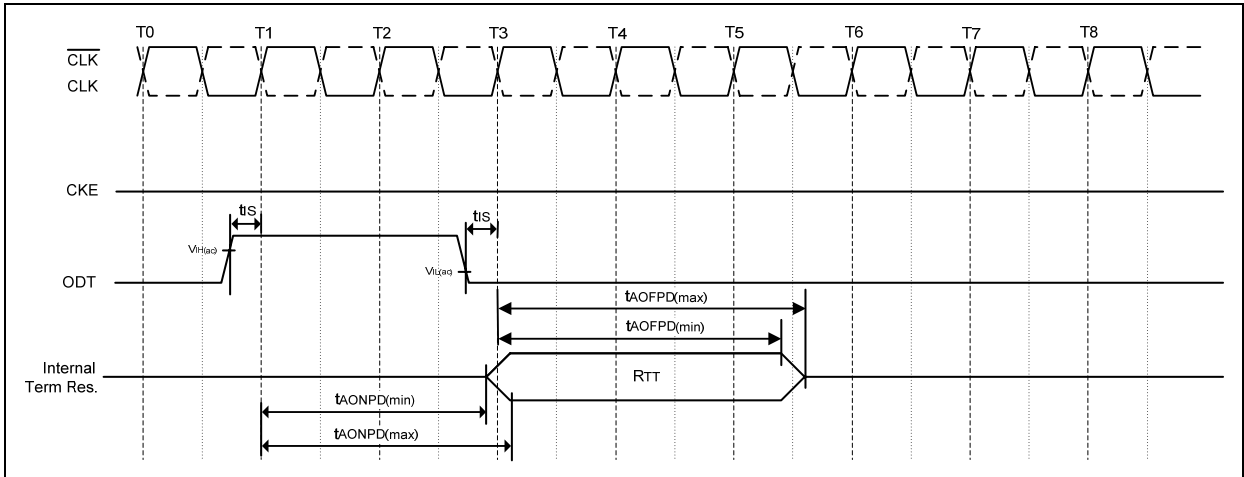 T0 T1 T2 T3 T4 T5 T6 T7 T8
CLK
CLK
CKE
tIS
tIS
VIH(ac)
VIL(ac)
ODT
tAOFPD(max)
tAOFPD(min)
Internal
Term Res.
RTT
tAONPD(min)
tAONPD(max)